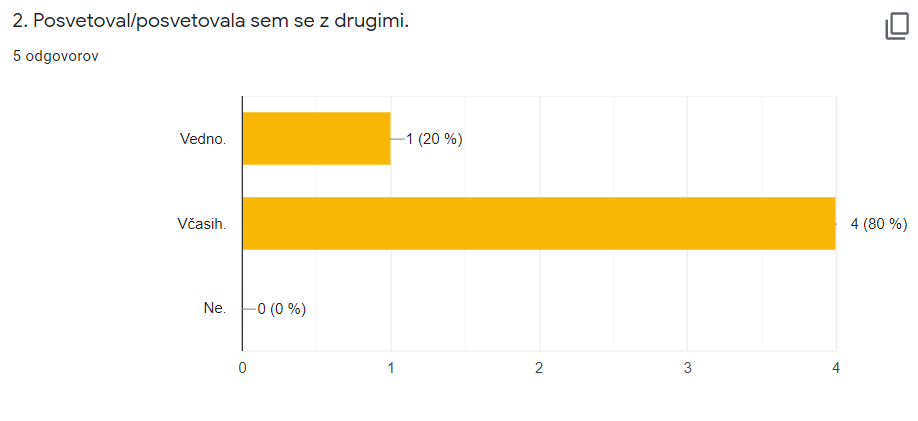 2. Posvetoval/posvetovala sem se z drugimi.
5 odgovorov
Vedno.
1 (20 %)
Včasih.
4 (80 %)
Ne.
0 (0 %)
0 1 2 3 4